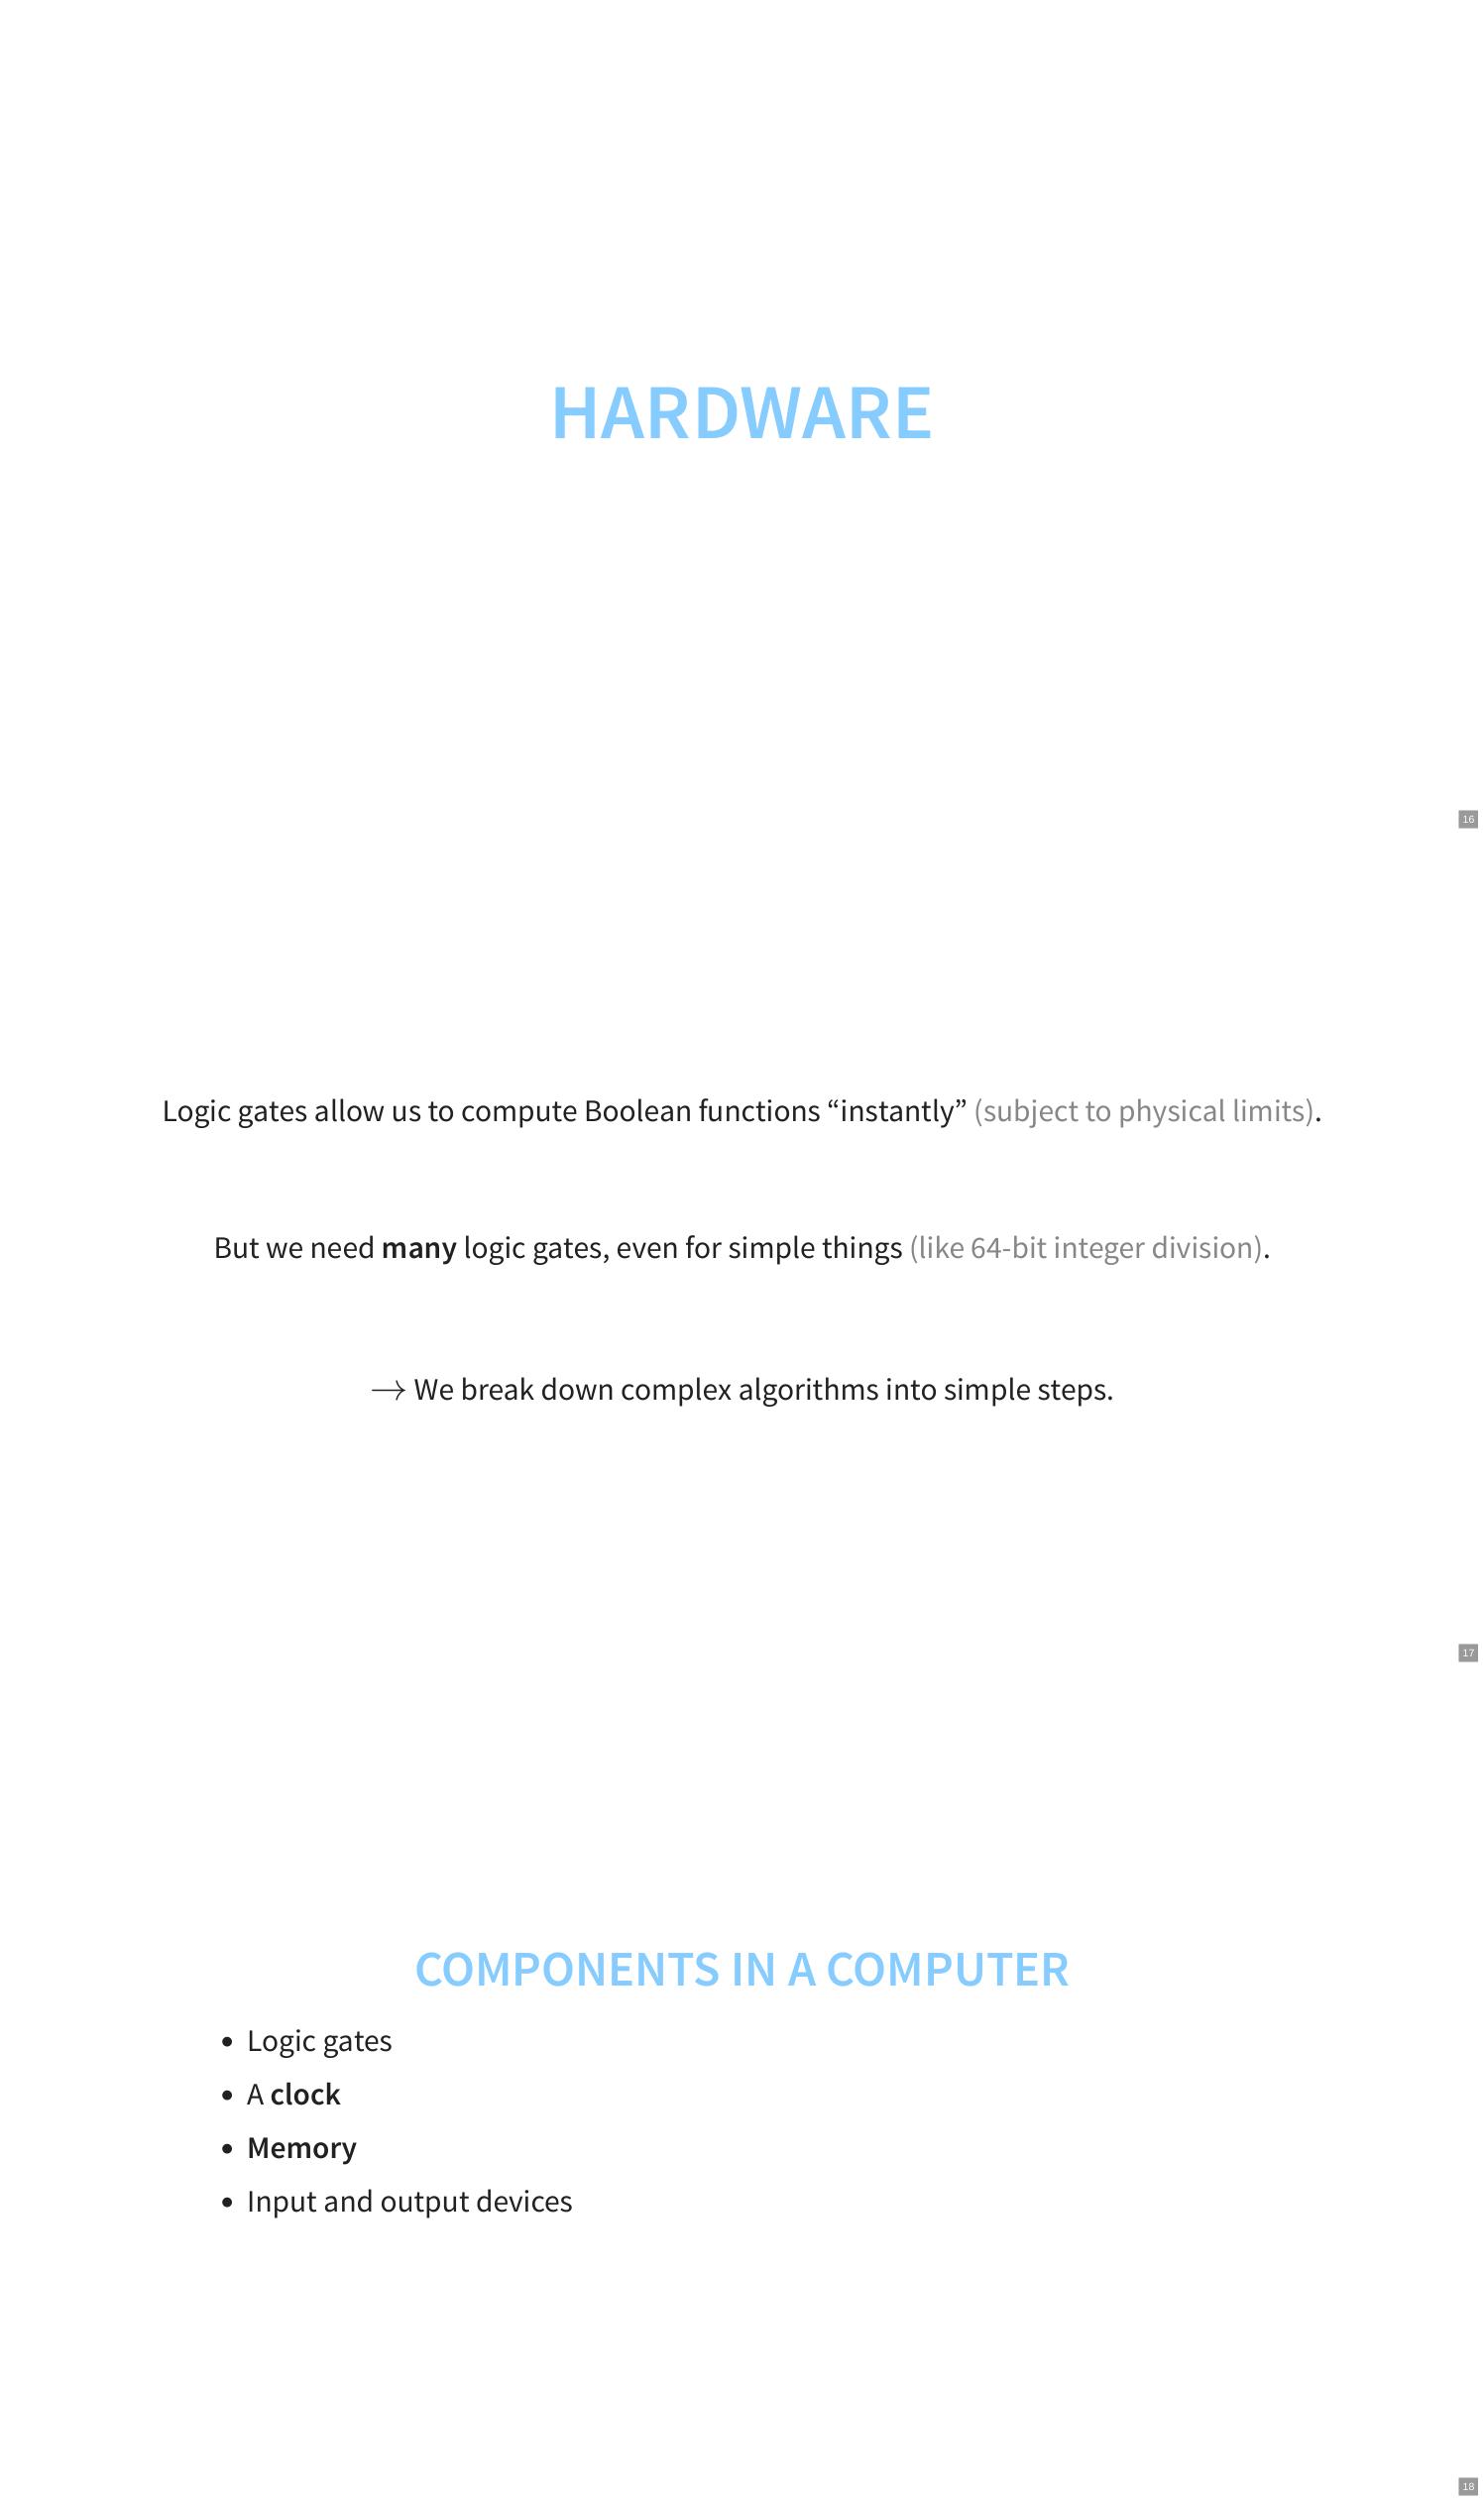 HARDWARE
16
Logic gates allow us to compute Boolean functions “instantly” (subject to physical limits).
But we need many logic gates, even for simple things (like 64-bit integer division).
→ We break down complex algorithms into simple steps.
17
COMPONENTS IN A COMPUTER
• Logic gates
• A clock
• Memory
• Input and output devices
18